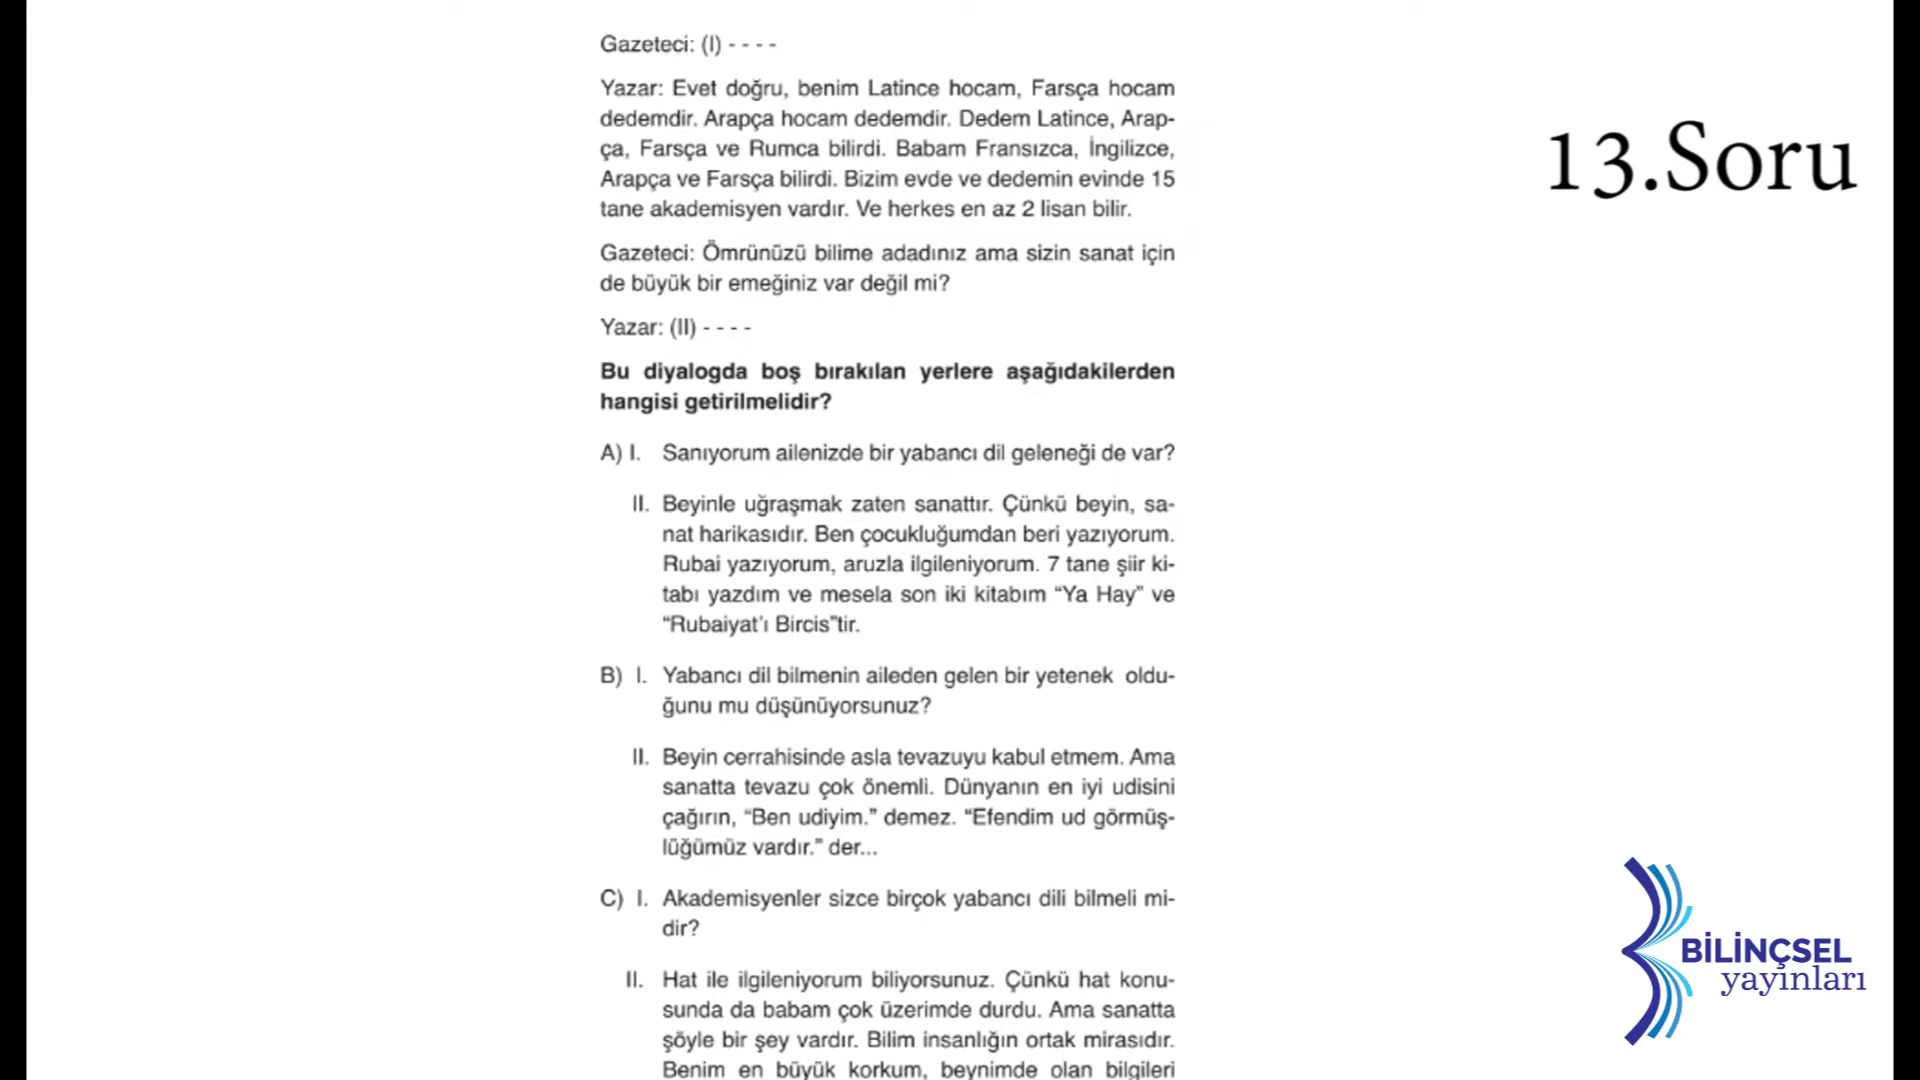 Gazeteci: (I) - - - -
Yazar: Evet doğru, benim Latince hocam, Farsça hocam
dedemdir. Arapça hocam dedemdir. Dedem Latince, Arap-
ça, Farsça ve Rumca bilirdi. Babam Fransızca, İngilizce,
Arapça ve Farsça bilirdi. Bizim evde ve dedemin evinde 15
tane akademisyen vardır. Ve herkes en az 2 lisan bilir.
Gazeteci: Ömrünüzü bilime adadınız ama sizin sanat için
de büyük bir emeğiniz var değil mi?
Yazar: (II) - - - -
Bu diyalogda boş bırakılan yerlere aşağıdakilerden
hangisi getirilmelidir?
A) I. Sanıyorum ailenizde bir yabancı dil geleneği de var?
II. Beyinle uğraşmak zaten sanattır. Çünkü beyin, sa-
nat harikasıdır. Ben çocukluğumdan beri yazıyorum.
Rubai yazıyorum, aruzla ilgileniyorum. 7 tane şiir ki-
tabı yazdım ve mesela son iki kitabım “Ya Hay” ve
“Rubaiyat’ı Bircis”tir.
B) I. Yabancı dil bilmenin aileden gelen bir yetenek oldu-
ğunu mu düşünüyorsunuz?
II. Beyin cerrahisinde asla tevazuyu kabul etmem. Ama
sanatta tevazu çok önemli. Dünyanın en iyi udisini
çağırın, “Ben udiyim.” demez. “Efendim ud görmüş-
lüğümüz vardır.” der...
C) I. Akademisyenler sizce birçok yabancı dili bilmeli mi-
dir?
II. Hat ile ilgileniyorum biliyorsunuz. Çünkü hat konu-
sunda da babam çok üzerimde durdu. Ama sanatta
şöyle bir şey vardır. Bilim insanlığın ortak mirasıdır.
Benim en büyük korkum, beynimde olan bilgileri
13.Soru
BİLİNÇSEL
yayınları